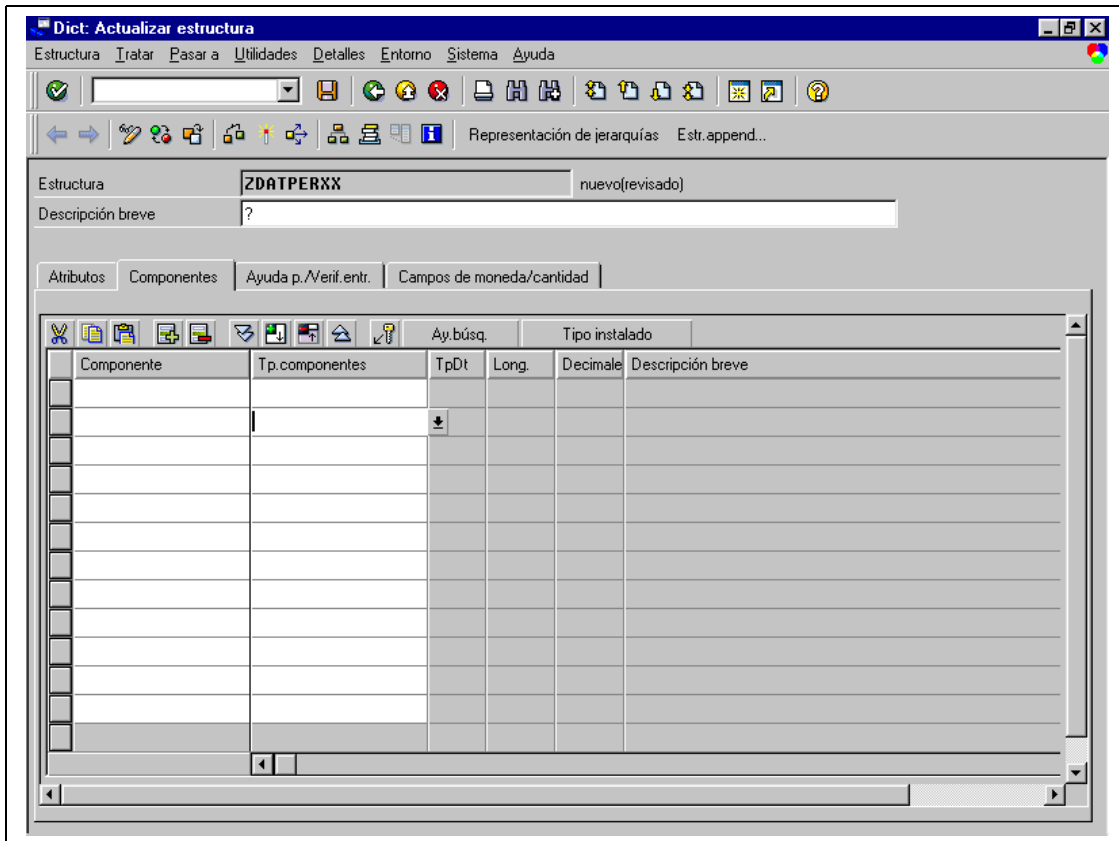 Dict: Actualizar estructura
Estructura Tratar Pasar a Utilidades Detalles Entorno Sistema Ayuda
Representación de jerarquías Estr.append...
Estructura ZDATPERXX nuevo(revisado)
Descripción breve ?
Atributos Componentes Ayuda p./Verif.entr. Campos de moneda/cantidad
Ay.búsq. Tipo instalado
Componente Tp.componentes TpDt Long. Decimale Descripción breve